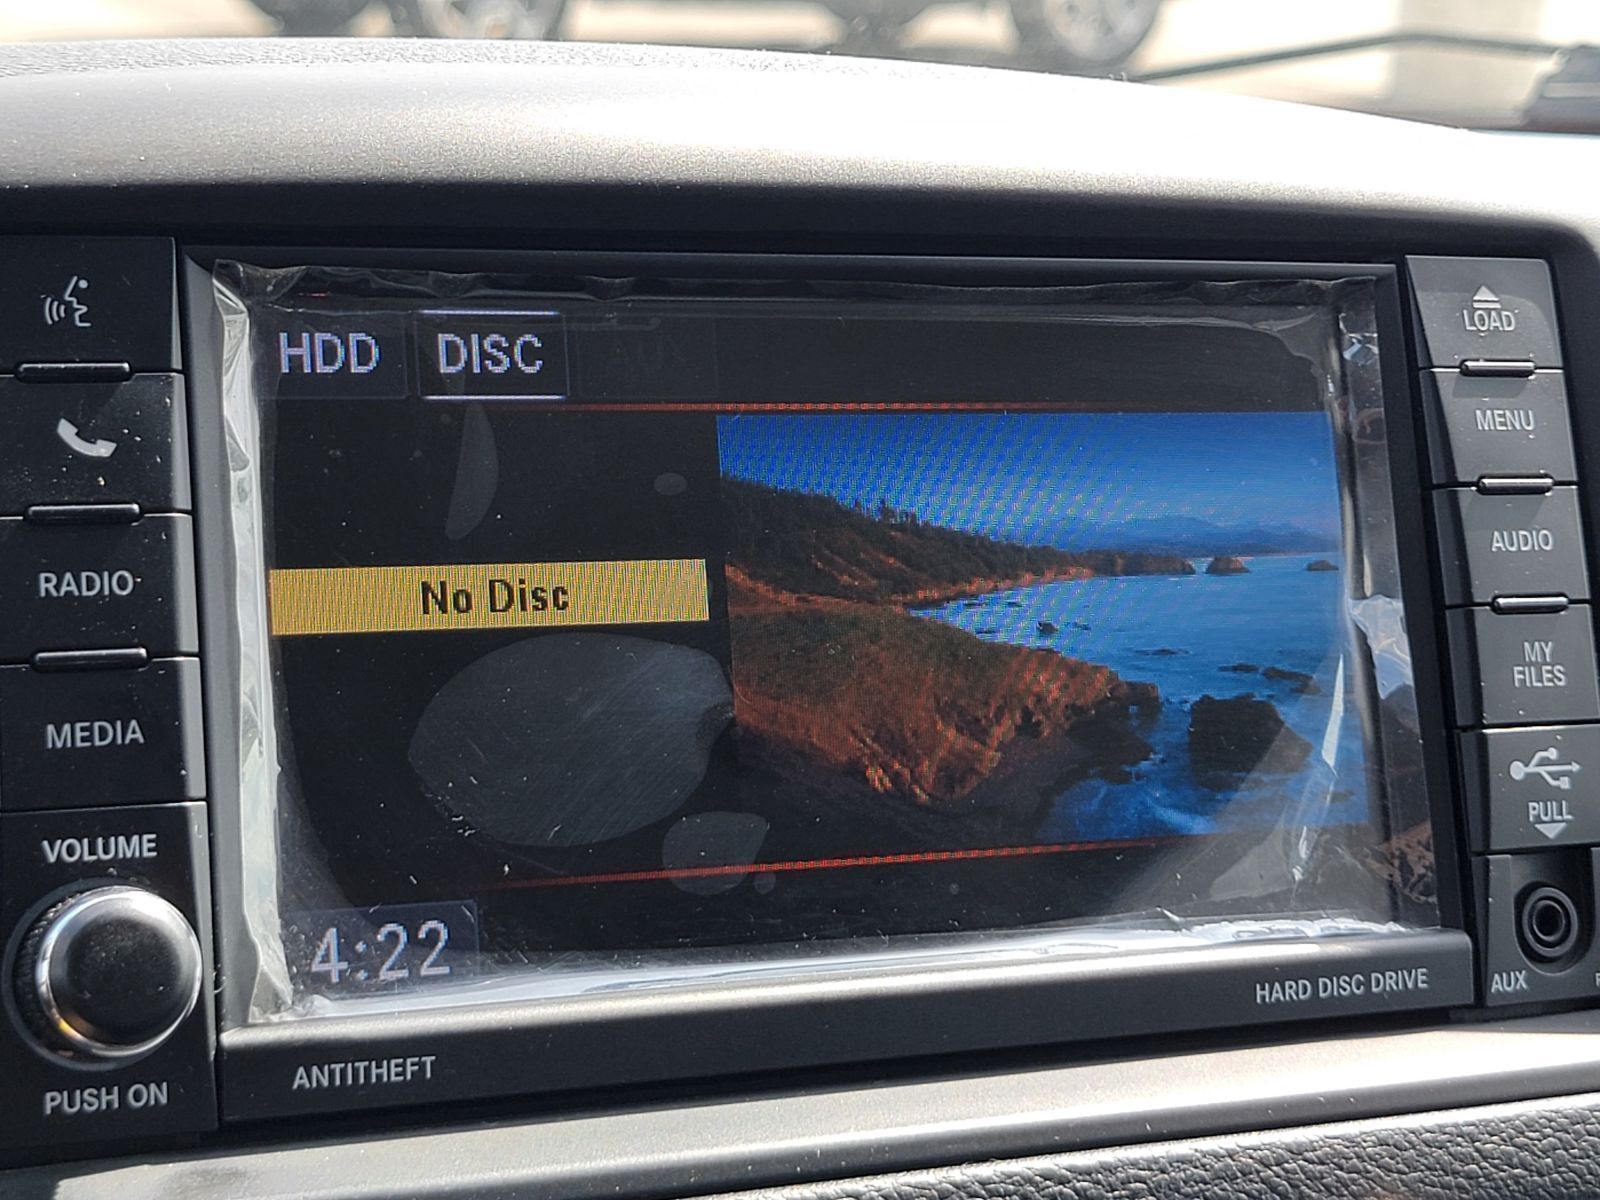 HDD DISC AUX
No Disc
4:22
RADIO
MEDIA
VOLUME
PUSH ON
ANTITHEFT
HARD DISC DRIVE
LOAD
MENU
AUDIO
MY
FILES
PULL
AUX